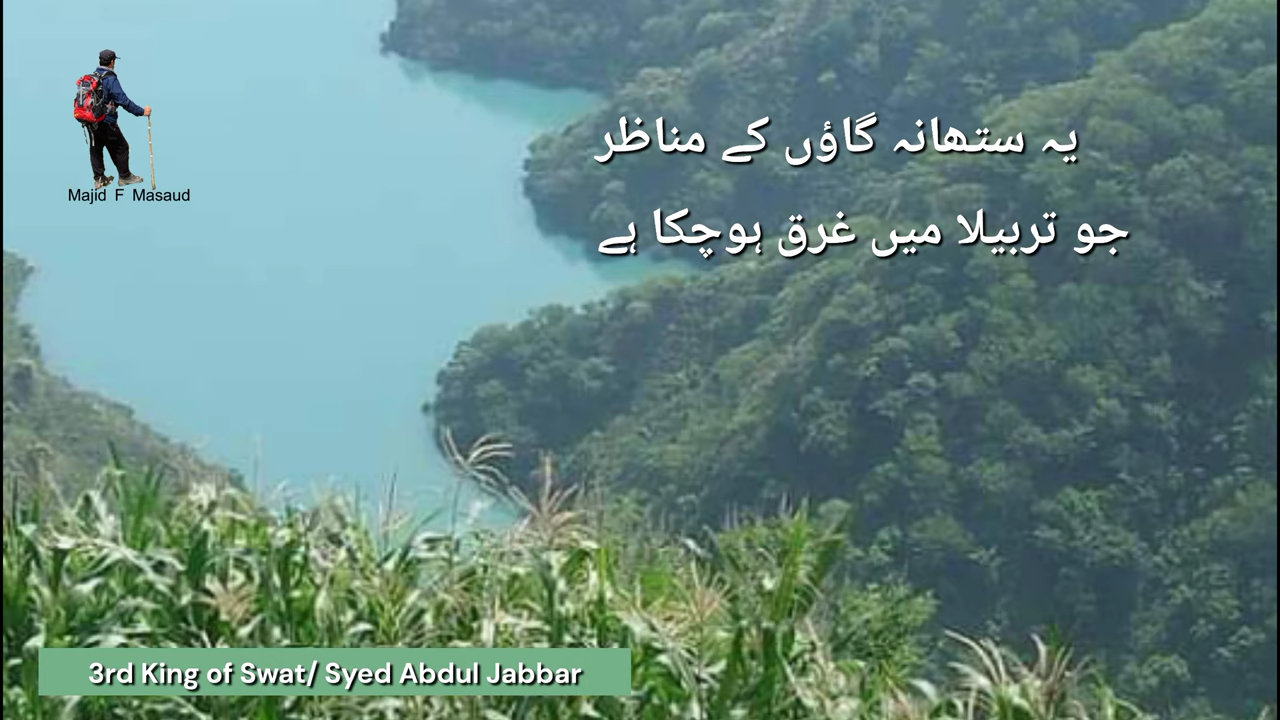 Majid F Masaud
یہ ستھانہ گاؤں کے مناظر
جو تربیلا میں غرق ہوچکا ہے
3rd King of Swat/ Syed Abdul Jabbar